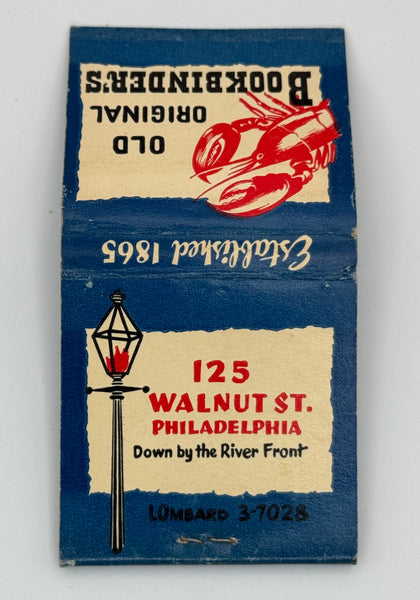 OLD
ORIGINAL
BOOKBINDER'S
Established 1865
125
WALNUT ST.
PHILADELPHIA
Down by the River Front
LOMBARD 3-7028